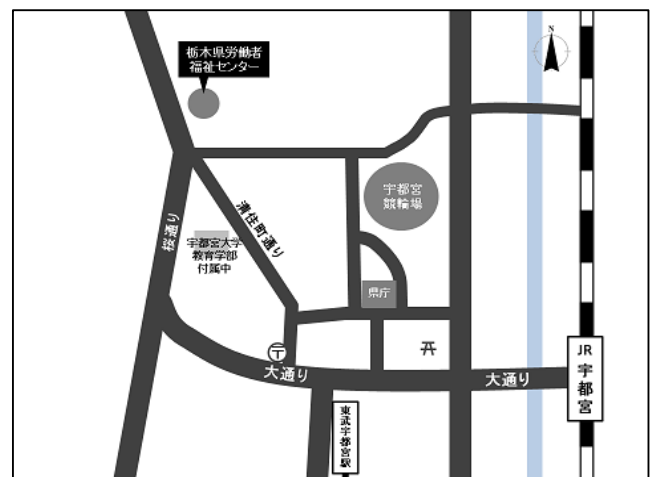 栃木県労働者
福祉センター
N
宇都宮
競輪場
清住町通り
桜通り
宇都宮大学
教育学部
付属中
県庁
〒
大通り
大通り
JR
宇都宮
東武宇都宮駅